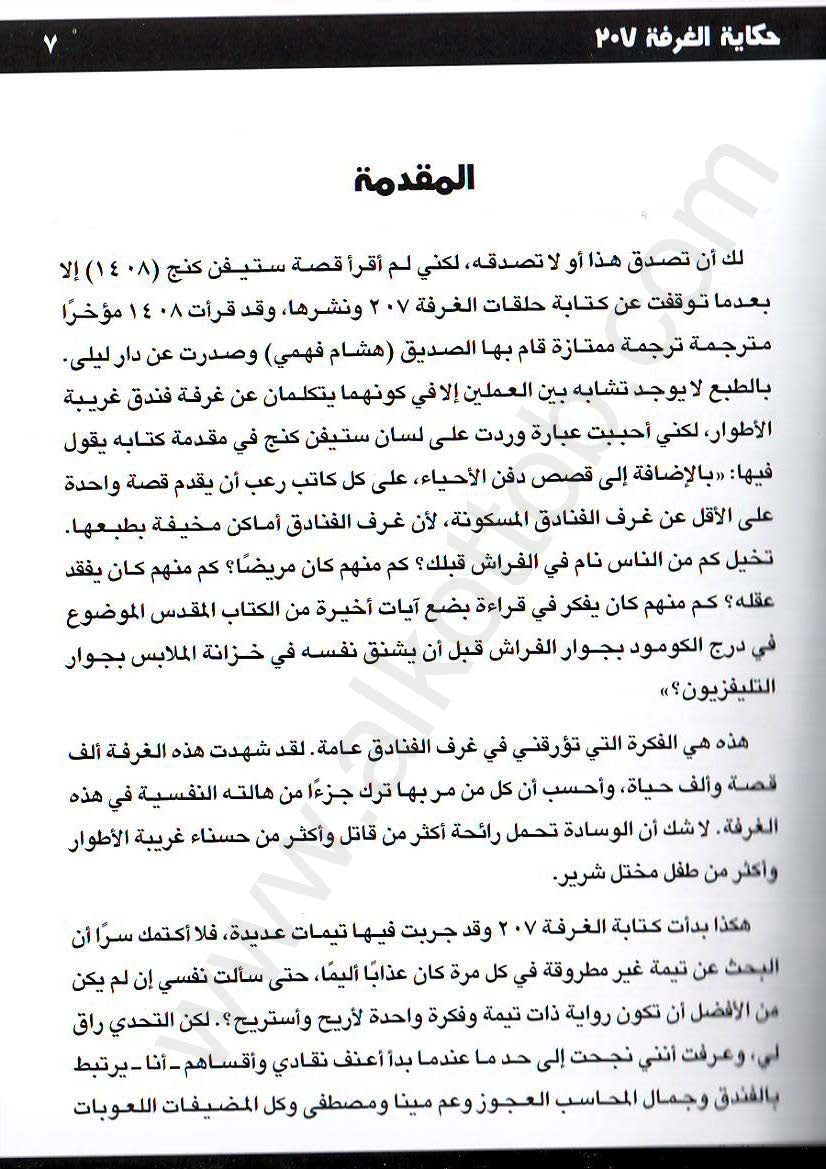 حكاية الغرفة ٢٠٧
٧
المقدمة
لك أن تصدق هذا أو لا تصدقه، لكني لم أقرأ قصة ستيفن كنج (١٤٠٨) إلا
بعدما توقفت عن كتابة حلقات الغرفة ٢٠٧ ونشرها، وقد قرأت ١٤٠٨ مؤخرًا
مترجمة ترجمة ممتازة قام بها الصديق (هشام فهمي) وصدرت عن دار ليلى.
بالطبع لا يوجد تشابه بين العملين إلا في كونهما يتكلمان عن غرفة فندق غريبة
الأطوار، لكني أحببت عبارة وردت على لسان ستيفن كنج في مقدمة كتابه يقول
فيها: «بالإضافة إلى قصص دفن الأحياء، على كل كاتب رعب أن يقدم قصة واحدة
على الأقل عن غرف الفنادق المسكونة، لأن غرف الفنادق أماكن مخيفة بطبعها.
تخيل كم من الناس نام في الفراش قبلك؟ كم منهم كان مريضًا؟ كم منهم كان يفقد
عقله؟ كم منهم كان يفكر في قراءة بضع آيات أخيرة من الكتاب المقدس الموضوع
في درج الكومود بجوار الفراش قبل أن يشنق نفسه في خزانة الملابس بجوار
التليفزيون؟»
هذه هي الفكرة التي تؤرقني في غرف الفنادق عامة. لقد شهدت هذه الغرفة ألف
قصة وألف حياة، وأحسب أن كل من مر بها ترك جزءًا من حالته النفسية في هذه
الغرفة. لا شك أن الوسادة تحمل رائحة أكثر من قاتل وأكثر من حسناء غريبة الأطوار
وأكثر من طفل مختل شرير.
هكذا بدأت كتابة الغرفة ٢٠٧ وقد جربت فيها تيمات عديدة، فلا أكتمك سرًا أن
البحث عن تيمة غير مطروقة في كل مرة كان عذابًا أليمًا، حتى سألت نفسي إن لم يكن
من الأفضل أن تكون رواية ذات تيمة وفكرة واحدة لأريح وأستريح؟. لكن التحدي راق
لي، وعرفت أنني نجحت إلى حد ما عندما بدأ أعنف نقادي وأقساهم ـ أنا ـ يرتبط
بالفندق وجمال المحاسب العجوز وعم مينا ومصطفى وكل المضيفات اللعوبات
www.alkottob.com